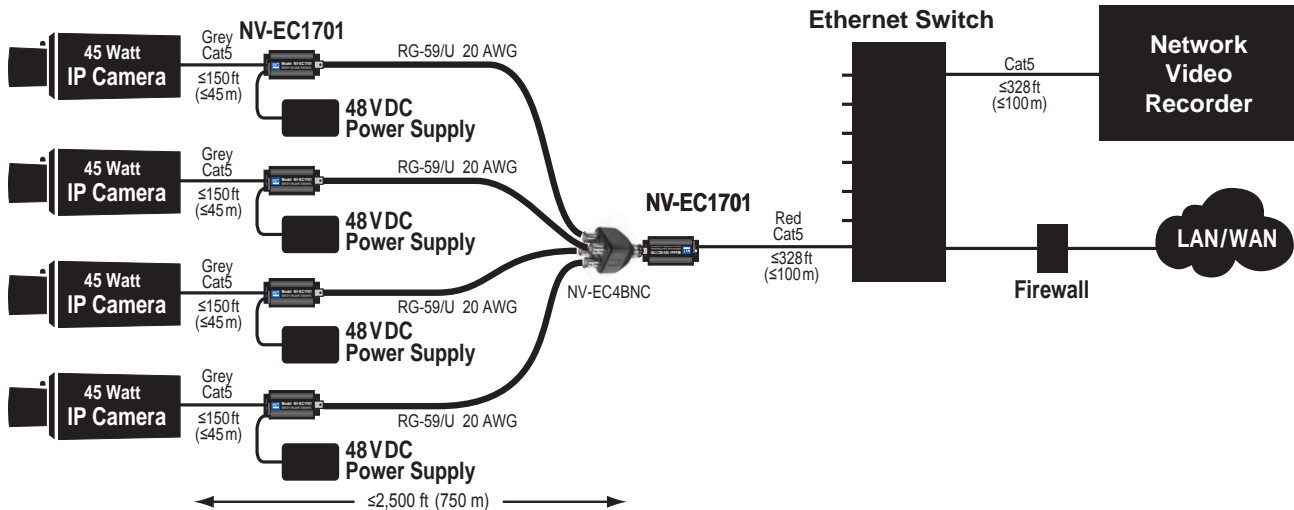 Ethernet Switch
NV-EC1701
45 Watt
IP Camera
Grey
Cat5
≤150 ft
(≤45 m)
RG-59/U 20 AWG
48 VDC
Power Supply
45 Watt
IP Camera
Grey
Cat5
≤150 ft
(≤45 m)
RG-59/U 20 AWG
48 VDC
Power Supply
45 Watt
IP Camera
Grey
Cat5
≤150 ft
(≤45 m)
RG-59/U 20 AWG
48 VDC
Power Supply
45 Watt
IP Camera
Grey
Cat5
≤150 ft
(≤45 m)
RG-59/U 20 AWG
48 VDC
Power Supply
≤2,500 ft (750 m)
NV-EC4BNC
NV-EC1701
Red
Cat5
≤328 ft
(≤100 m)
Cat5
≤328 ft
(≤100 m)
Network
Video
Recorder
Firewall
LAN/WAN